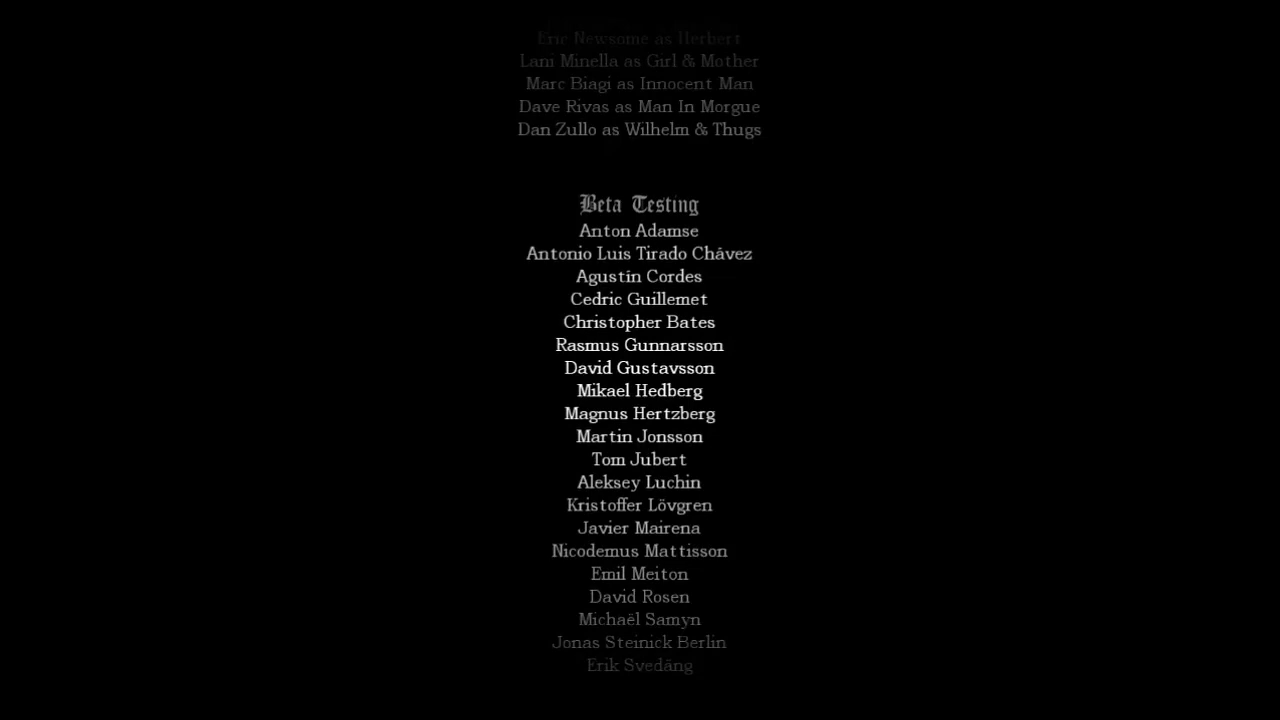 Eric Newsome as Herbert
Lani Minella as Girl & Mother
Marc Biagi as Innocent Man
Dave Rivas as Man In Morgue
Dan Zullo as Wilhelm & Thugs
Beta Testing
Anton Adamse
Antonio Luis Tirado Chávez
Agustín Cordes
Cedric Guillemet
Christopher Bates
Rasmus Gunnarsson
David Gustavsson
Mikael Hedberg
Magnus Hertzberg
Martin Jonsson
Tom Jubert
Aleksey Luchin
Kristoffer Lövgren
Javier Mairena
Nicodemus Mattisson
Emil Meiton
David Rosen
Michaël Samyn
Jonas Steinick Berlin
Erik Svedäng